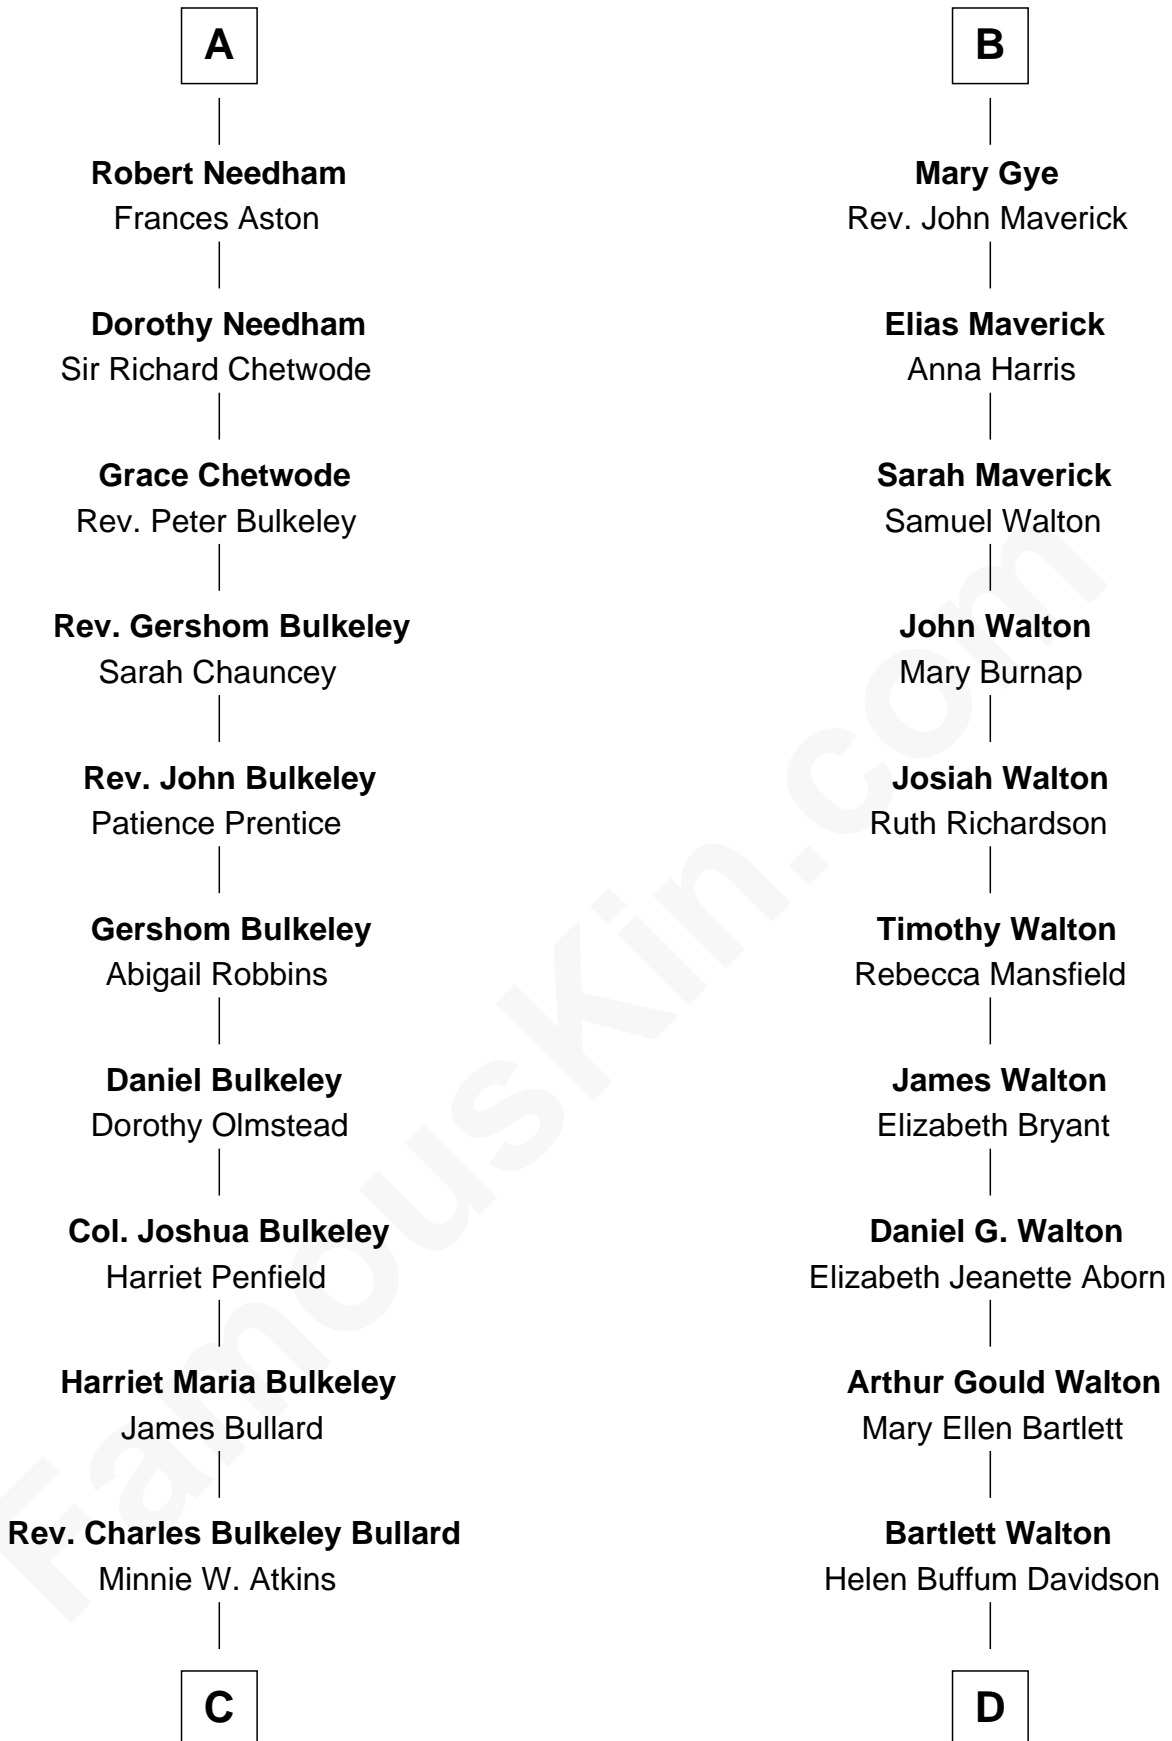 A
Robert Needham
Frances Aston
Dorothy Needham
Sir Richard Chetwode
Grace Chetwode
Rev. Peter Bulkeley
Rev. Gershom Bulkeley
Sarah Chauncey
Rev. John Bulkeley
Patience Prentice
Gershom Bulkeley
Abigail Robbins
Daniel Bulkeley
Dorothy Olmstead
Col. Joshua Bulkeley
Harriet Penfield
Harriet Maria Bulkeley
James Bullard
Rev. Charles Bulkeley Bullard
Minnie W. Atkins
C
B
Mary Gye
Rev. John Maverick
Elias Maverick
Anna Harris
Sarah Maverick
Samuel Walton
John Walton
Mary Burnap
Josiah Walton
Ruth Richardson
Timothy Walton
Rebecca Mansfield
James Walton
Elizabeth Bryant
Daniel G. Walton
Elizabeth Jeanette Aborn
Arthur Gould Walton
Mary Ellen Bartlett
Bartlett Walton
Helen Buffum Davidson
D
FamousKin.com